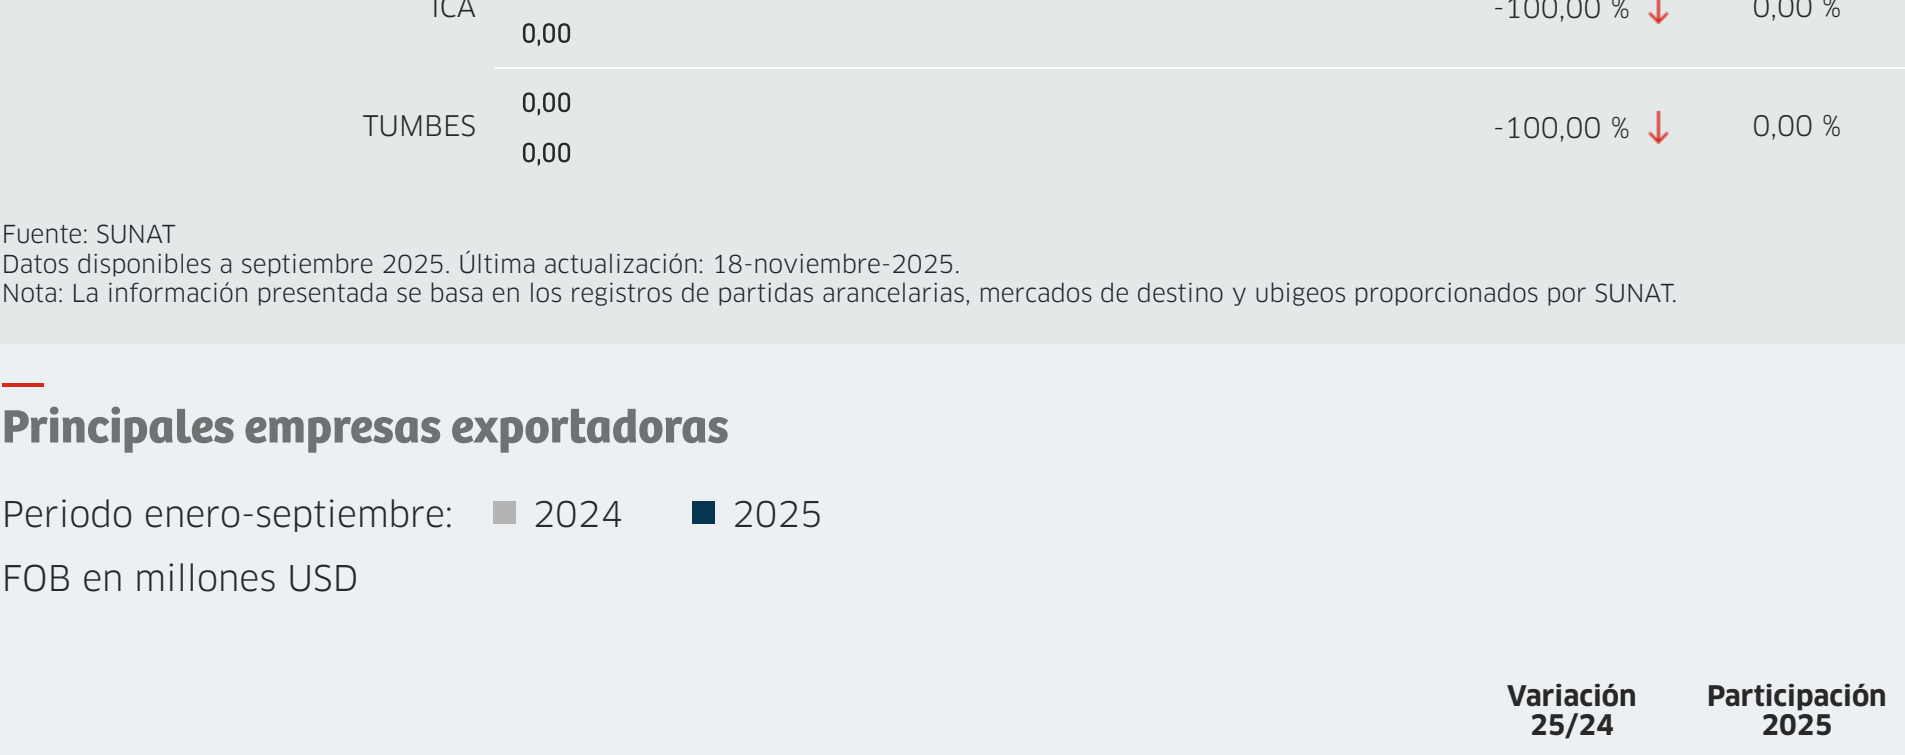 ICA
-100,00 %
0,00 %
0,00
0,00
TUMBES
-100,00 %
0,00 %
0,00
Fuente: SUNAT
Datos disponibles a septiembre 2025. Última actualización: 18-noviembre-2025.
Nota: La información presentada se basa en los registros de partidas arancelarias, mercados de destino y ubigeos proporcionados por SUNAT.
Principales empresas exportadoras
Periodo enero-septiembre: 2024 2025
FOB en millones USD
Variación Participación
25/24 2025